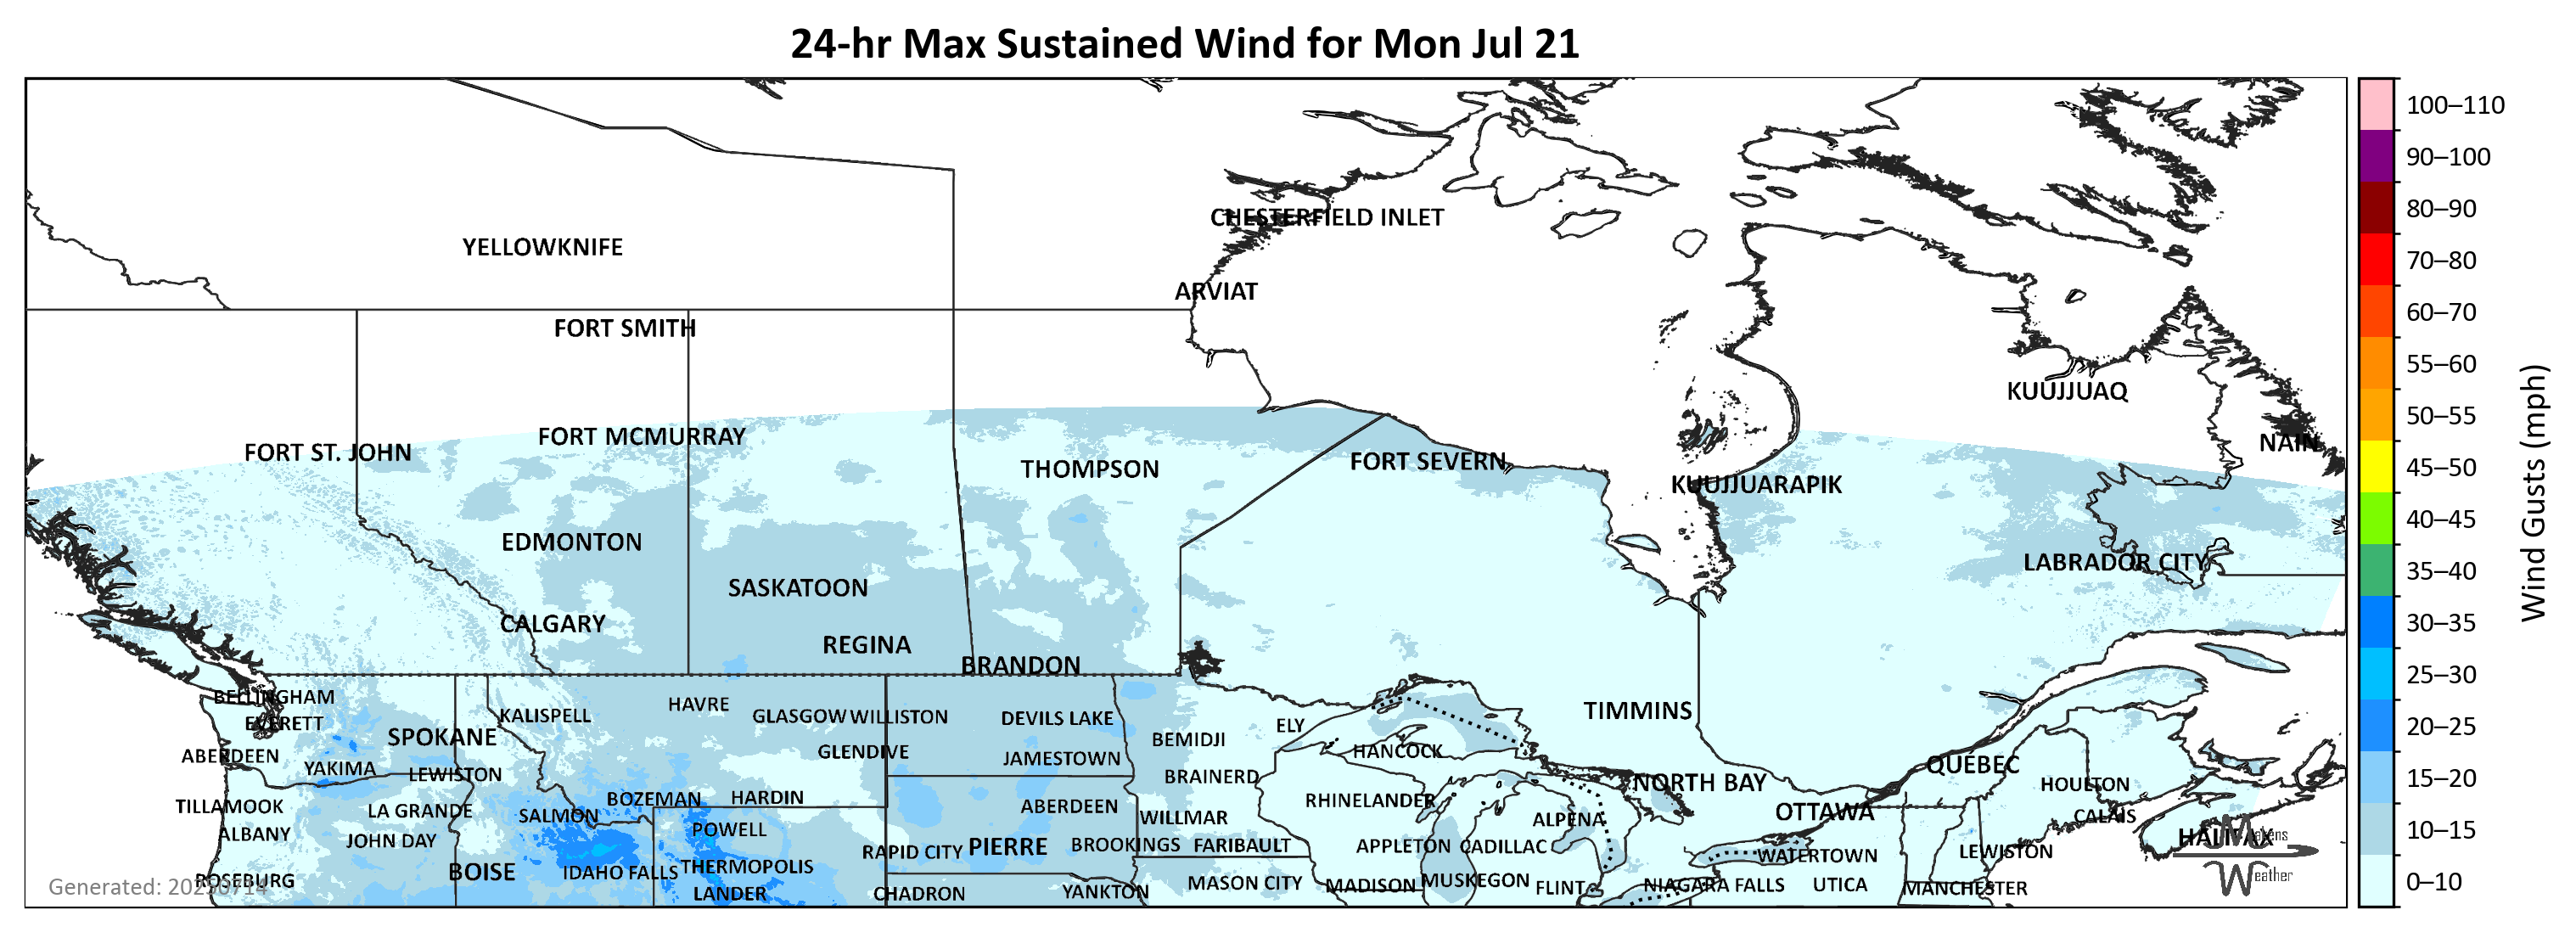 24-hr Max Sustained Wind for Mon Jul 21
100–110
90–100
80–90
70–80
60–70
55–60
50–55
45–50
40–45
35–40
30–35
25–30
20–25
15–20
10–15
0–10
Wind Gusts (mph)
CHESTERFIELD INLET
YELLOWKNIFE
ARVIAT
FORT SMITH
KUUJJUAQ
FORT MCMURRAY
NAIN
FORT ST. JOHN
FORT SEVERN
THOMPSON
KUUJJUARAPIK
EDMONTON
LABRADOR CITY
SASKATOON
CALGARY
REGINA
BRANDON
BELLINGHAM
HAVRE
TIMMINS
KALISPELL
GLASGOW
WILLISTON
DEVILS LAKE
EVERETT
ELY
SPOKANE
BEMIDJI
GLENDIVE
HANCOCK
ABERDEEN
JAMESTOWN
QUÉBEC
YAKIMA
LEWISTON
BRAINERD
NORTH BAY
HOULTON
BOZEMAN
HARDIN
RHINELANDER
TILLAMOOK
ABERDEEN
LA GRANDE
OTTAWA
SALMON
CALAIS
WILLMAR
ALPENA
POWELL
ALBANY
HALIFAX
Makens
Weather
JOHN DAY
BROOKINGS
FARIBAULT
APPLETON
CADILLAC
PIERRE
RAPID CITY
LEWISTON
WATERTOWN
THERMOPOLIS
BOISE
IDAHO FALLS
ROSEBURG
MUSKEGON
MASON CITY
MADISON
NIAGARA FALLS
UTICA
Generated: 20250714
FLINT
MANCHESTER
YANKTON
LANDER
CHADRON